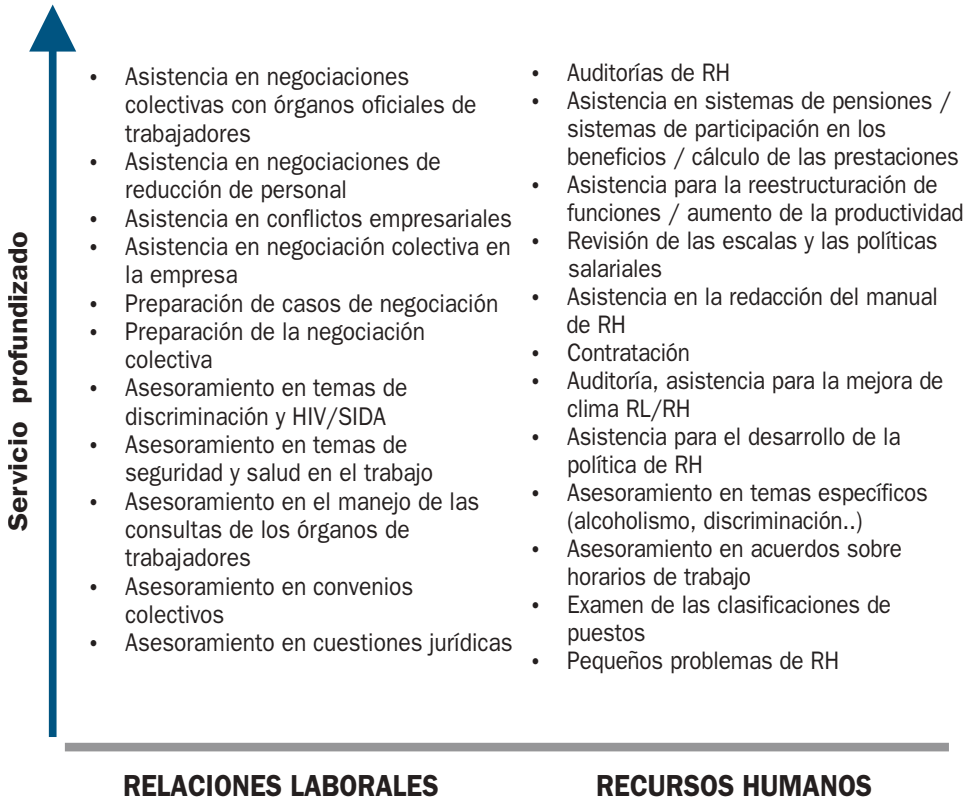 Servicio profundizado
• Asistencia en negociaciones
colectivas con órganos oficiales de
trabajadores
• Asistencia en negociaciones de
reducción de personal
• Asistencia en conflictos empresariales
• Asistencia en negociación colectiva en
la empresa
• Preparación de casos de negociación
• Preparación de la negociación
colectiva
• Asesoramiento en temas de
discriminación y HIV/SIDA
• Asesoramiento en temas de
seguridad y salud en el trabajo
• Asesoramiento en el manejo de las
consultas de los órganos de
trabajadores
• Asesoramiento en convenios
colectivos
• Asesoramiento en cuestiones jurídicas
• Auditorías de RH
• Asistencia en sistemas de pensiones /
sistemas de participación en los
beneficios / cálculo de las prestaciones
• Asistencia para la reestructuración de
funciones / aumento de la productividad
• Revisión de las escalas y las políticas
salariales
• Asistencia en la redacción del manual
de RH
• Contratación
• Auditoría, asistencia para la mejora de
clima RL/RH
• Asistencia para el desarrollo de la
política de RH
• Asesoramiento en temas específicos
(alcoholismo, discriminación..)
• Asesoramiento en acuerdos sobre
horarios de trabajo
• Examen de las clasificaciones de
puestos
• Pequeños problemas de RH
RELACIONES LABORALES
RECURSOS HUMANOS